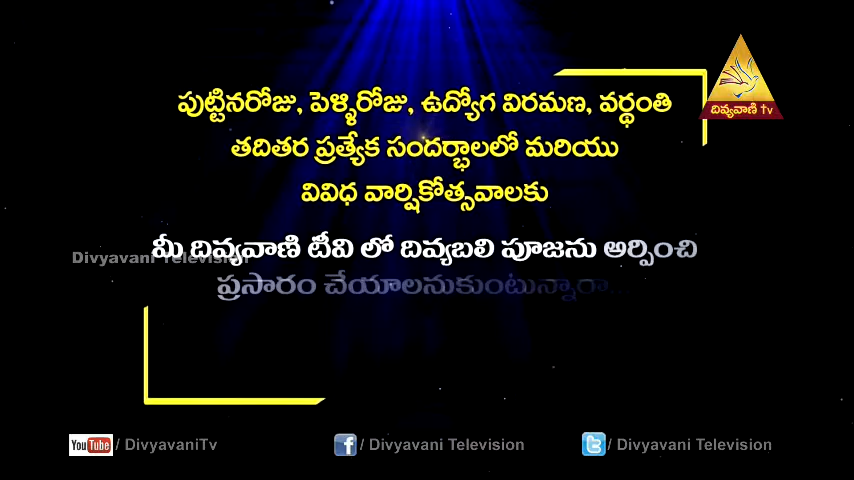 పుట్టినరోజు, పెళ్ళిరోజు, ఉద్యోగ విరమణ, వర్థంతి
తదితర ప్రత్యేక సందర్భాలలో మరియు
వివిధ వార్షికోత్సవాలకు
మీ దివ్యవాణి టీవి లో దివ్యబలి పూజను అర్పించి
ప్రసారం చేయాలనుకుంటున్నారా...
దివ్యవాణి tv
Divyavani Television
YouTube / DivyavaniTv
f / Divyavani Television
t / Divyavani Television